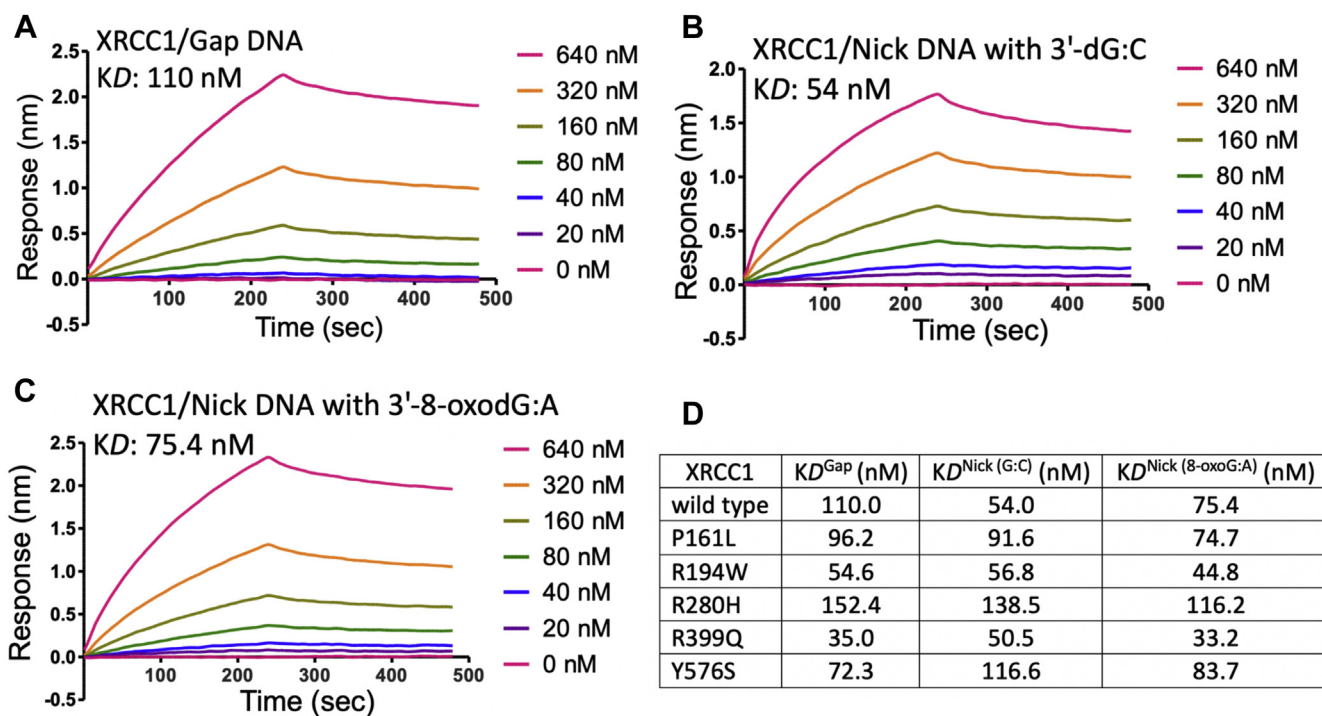 A
XRCC1/Gap DNA
KD: 110 nM
Response (nm)
2.5
2.0
1.5
1.0
0.5
0.0
-0.5
100
200
300
400
500
Time (sec)
640 nM
320 nM
160 nM
80 nM
40 nM
20 nM
0 nM
B
XRCC1/Nick DNA with 3'-dG:C
KD: 54 nM
Response (nm)
2.0
1.5
1.0
0.5
0.0
-0.5
100
200
300
400
500
Time (sec)
640 nM
320 nM
160 nM
80 nM
40 nM
20 nM
0 nM
C
XRCC1/Nick DNA with 3'-8-oxodG:A
KD: 75.4 nM
Response (nm)
2.5
2.0
1.5
1.0
0.5
0.0
-0.5
100
200
300
400
500
Time (sec)
640 nM
320 nM
160 nM
80 nM
40 nM
20 nM
0 nM
D
XRCC1 KD^Gap (nM) KD^Nick (G:C) (nM) KD^Nick (8-oxoG:A) (nM)
wild type 110.0 54.0 75.4
P161L 96.2 91.6 74.7
R194W 54.6 56.8 44.8
R280H 152.4 138.5 116.2
R399Q 35.0 50.5 33.2
Y576S 72.3 116.6 83.7